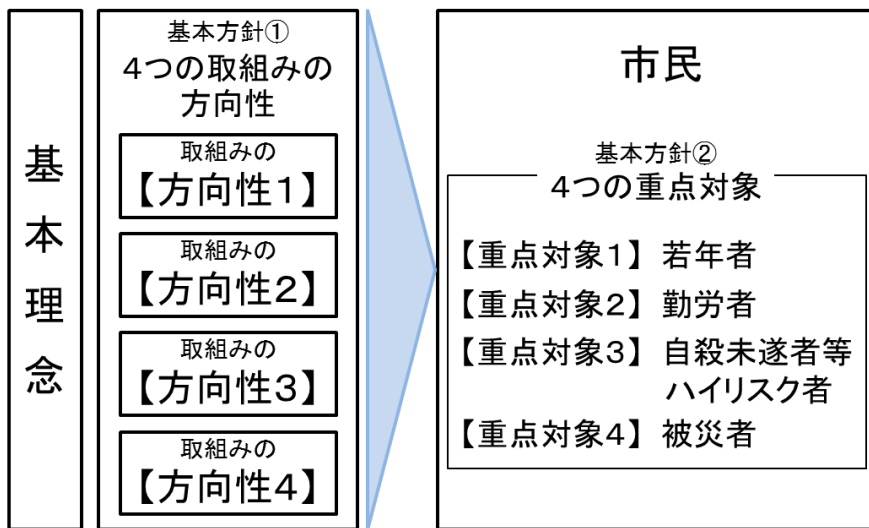 基本理念
基本方針①
4つの取組みの
方向性
取組みの
【方向性1】
取組みの
【方向性2】
取組みの
【方向性3】
取組みの
【方向性4】
市民
基本方針②
4つの重点対象
【重点対象1】若年者
【重点対象2】勤労者
【重点対象3】自殺未遂者等
ハイリスク者
【重点対象4】被災者